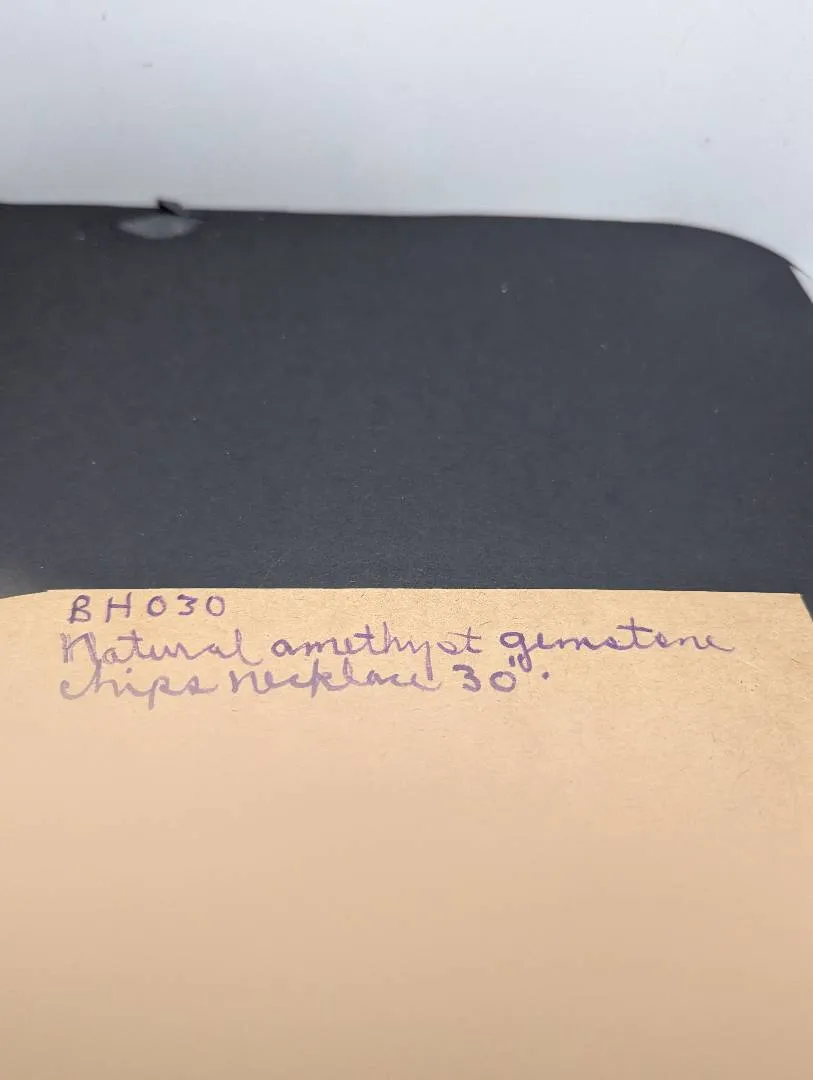 BH030
Natural amethyst gemstone
chips necklace 30".